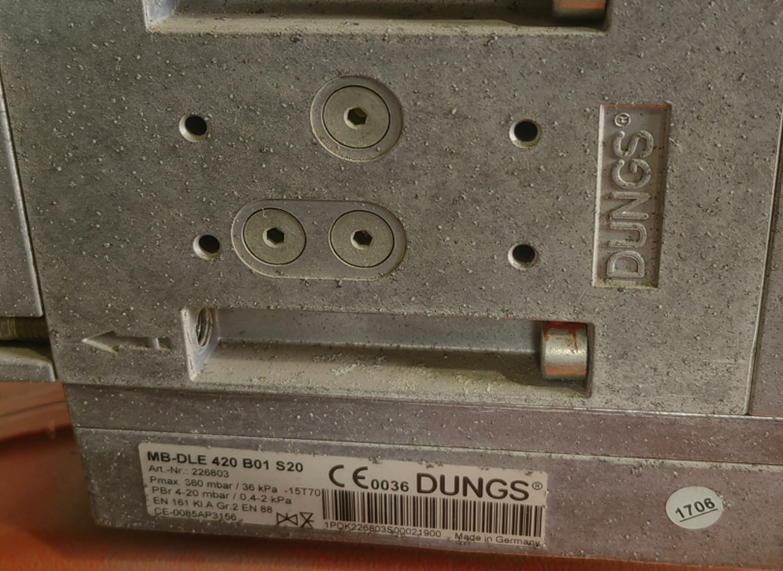 DUNGS®
MB-DLE 420 B01 S20
Art.-Nr.: 226803
Pmax. 360 mbar / 36 kPa -15T70
PBr 4-20 mbar / 0.4-2 kPa
EN 161 Kl.A Gr.2 EN 88
CE-0085AP3156
CE0036 DUNGS®
1PDK226803S00021900
Made in Germany
1706